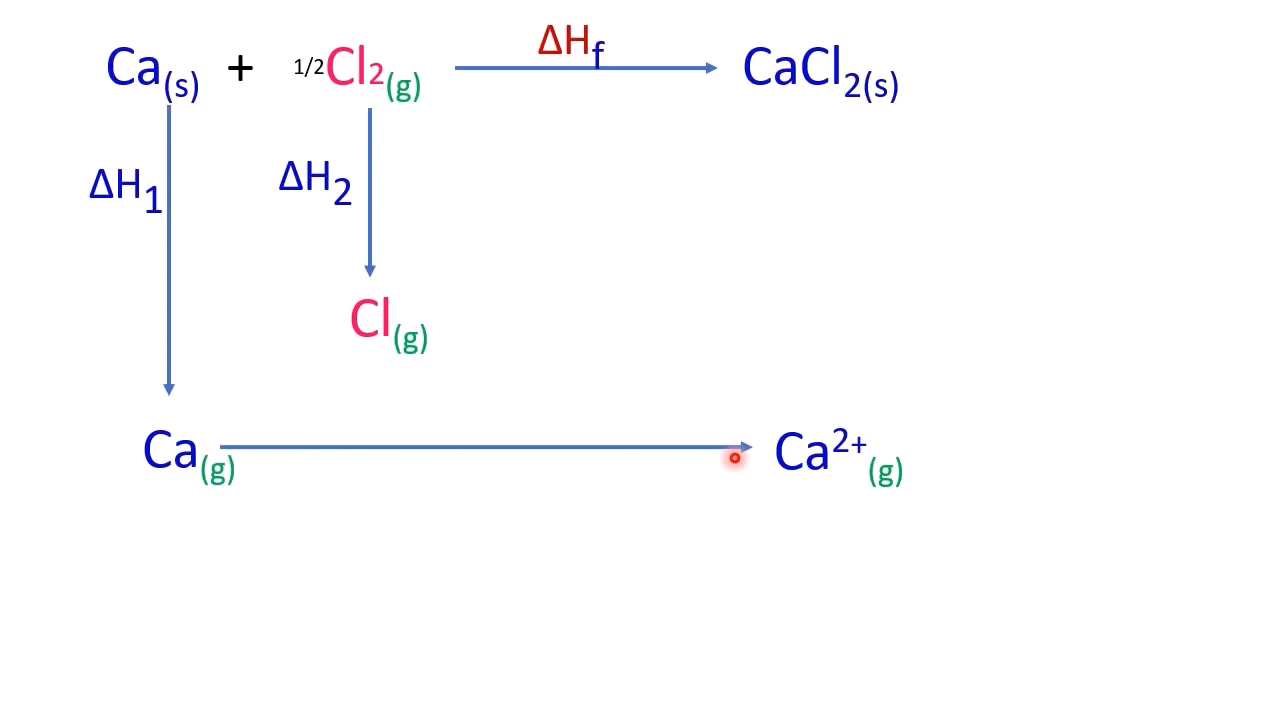 Ca(s) + 1/2Cl2(g) ΔHf CaCl2(s)
ΔH1 ΔH2
Cl(g)
Ca(g) Ca2+(g)